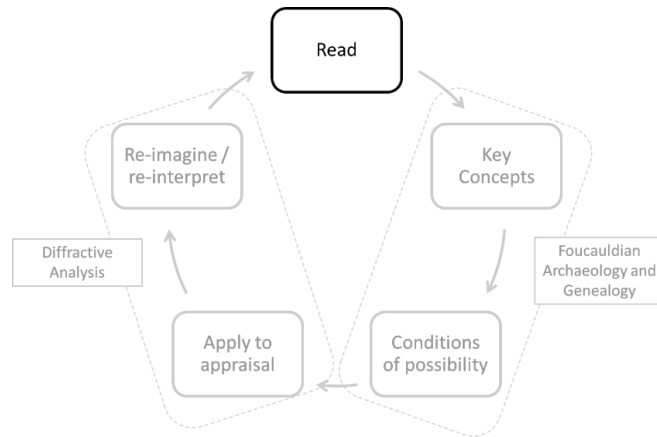 Read
Re-imagine /
re-interpret
Key
Concepts
Diffractive
Analysis
Foucauldian
Archaeology and
Genealogy
Apply to
appraisal
Conditions
of possibility